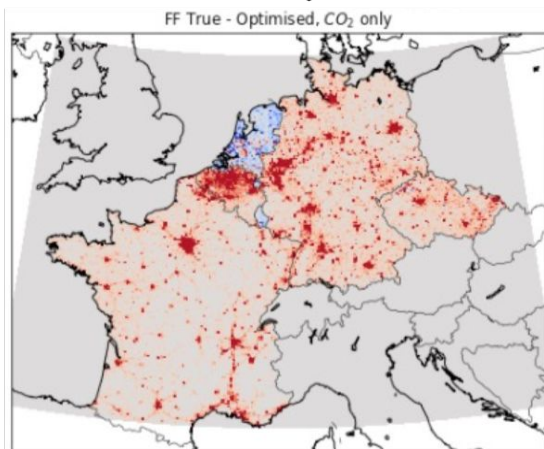 FF True - Optimised, CO₂ only